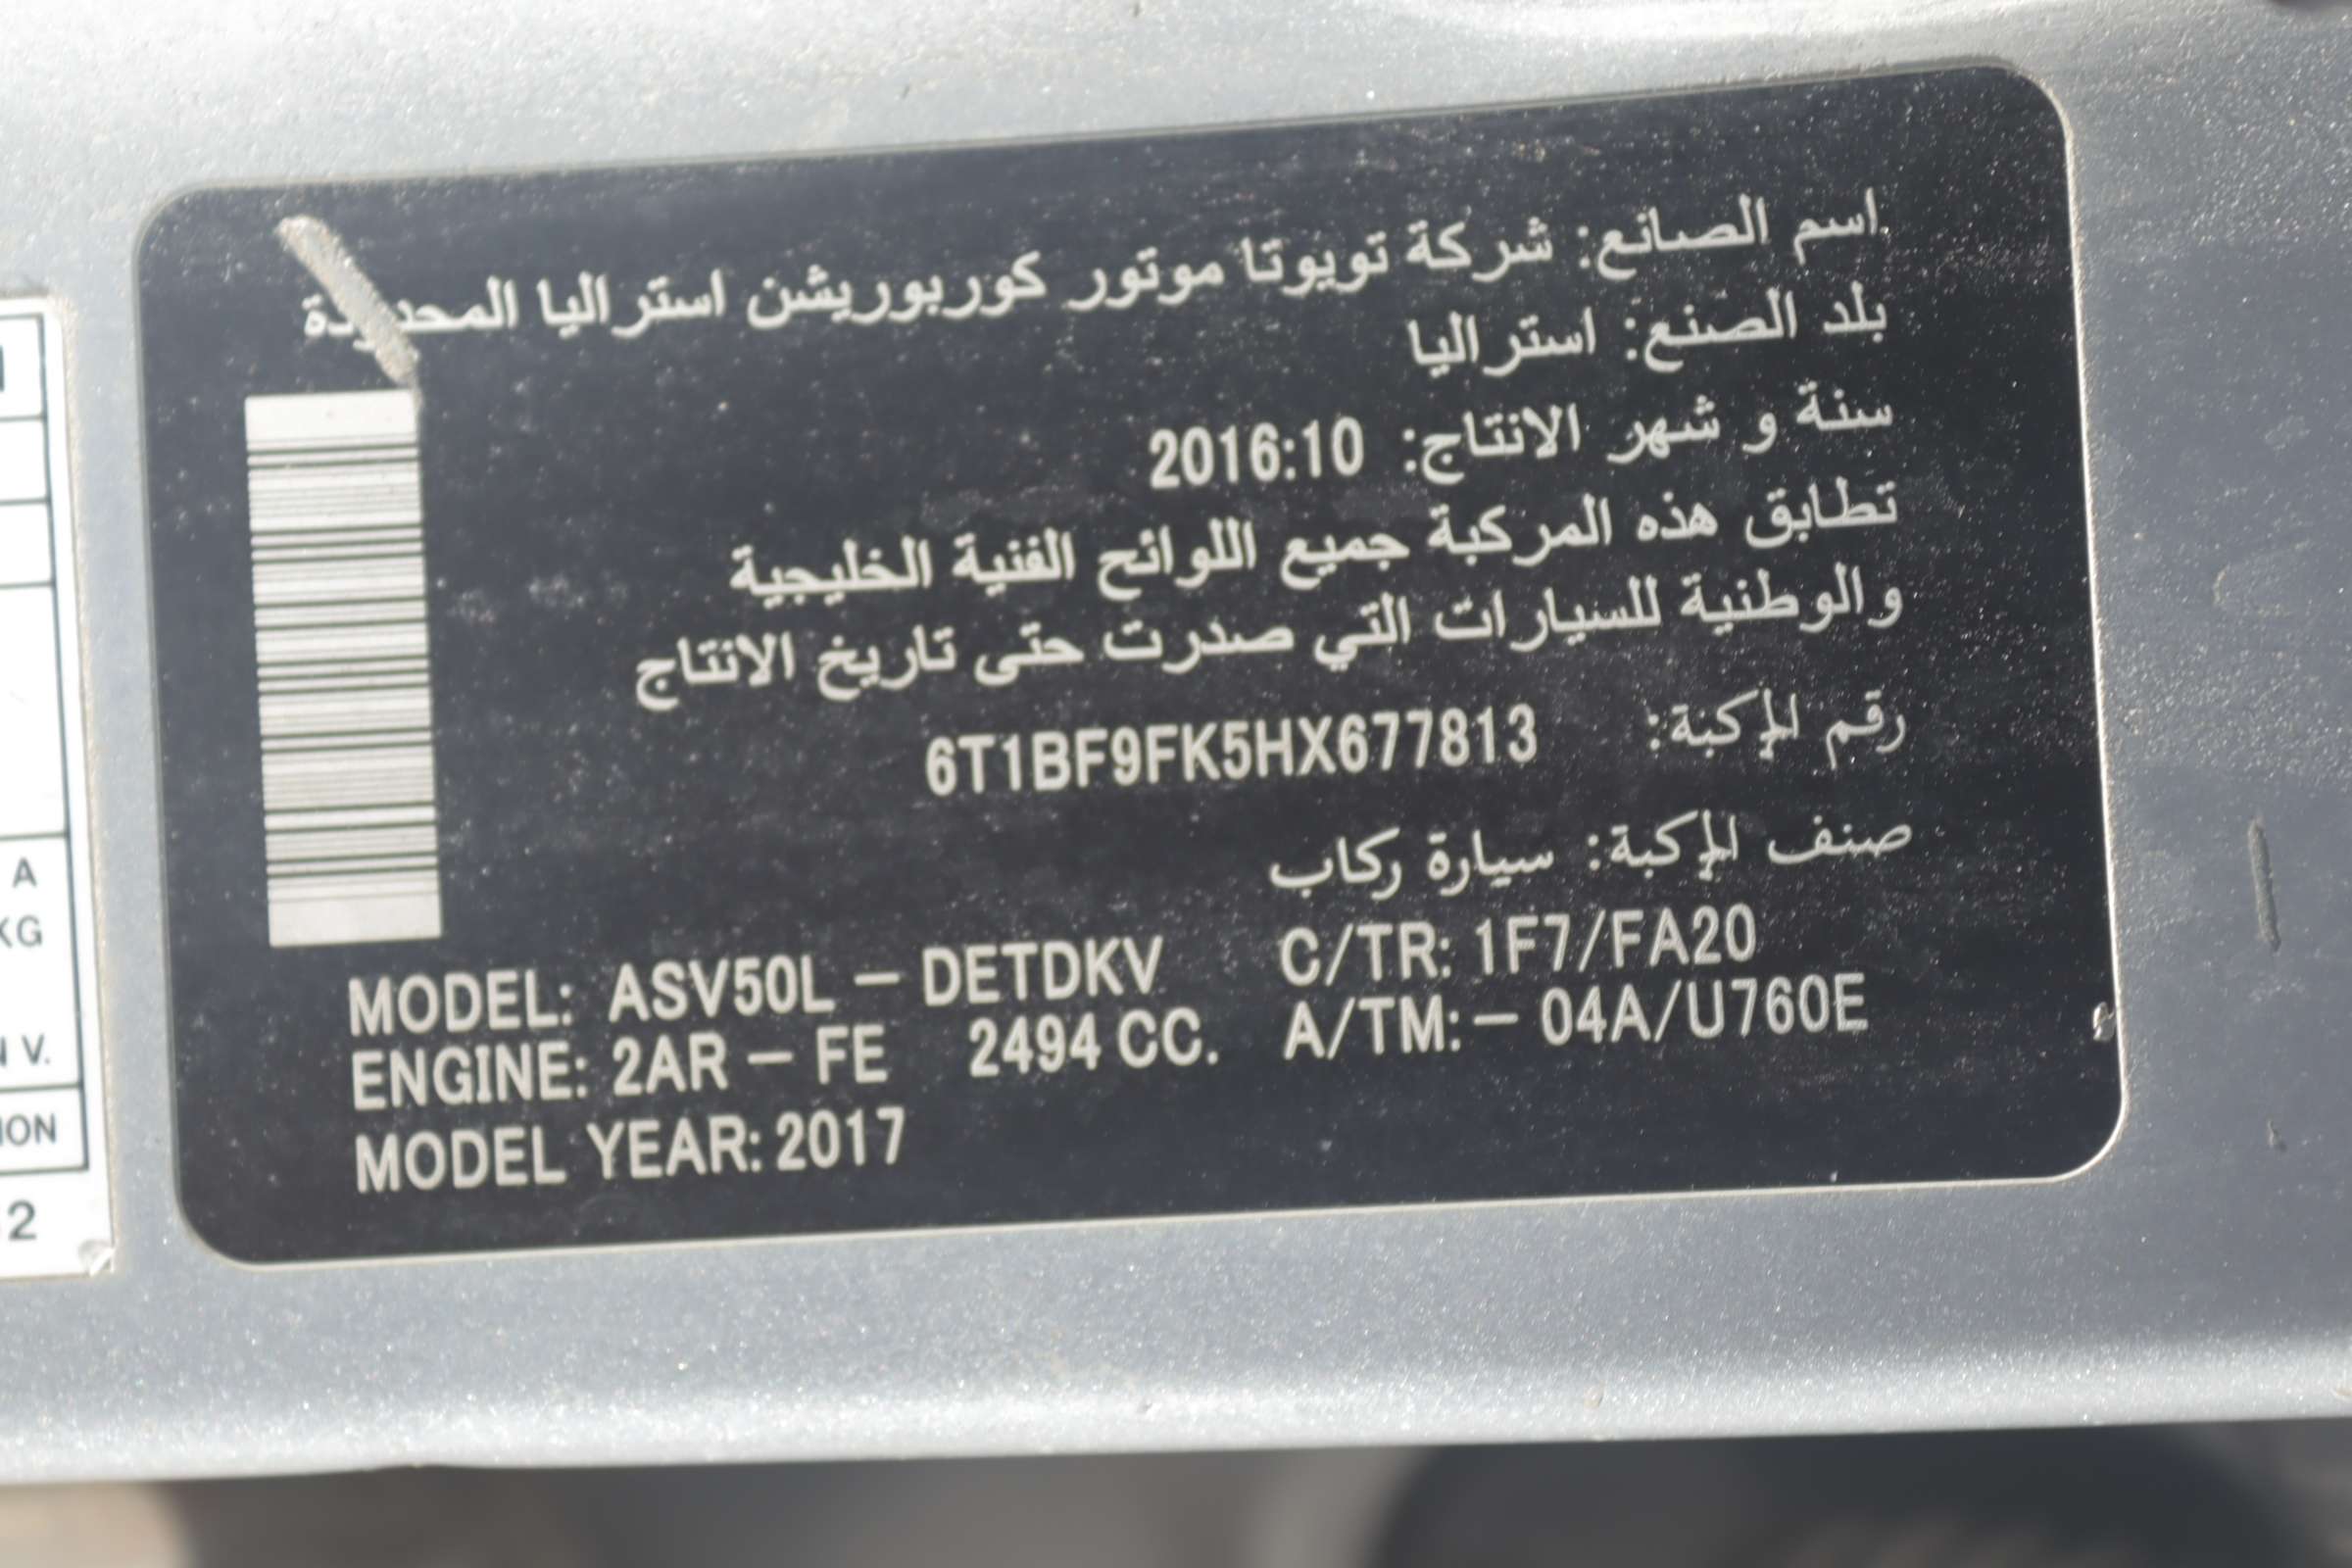 اسم الصانع: شركة تويوتا موتور كوربوريشن استراليا المحدودة
بلد الصنع: استراليا
سنة و شهر الانتاج: 2016:10
تطابق هذه المركبة جميع اللوائح الفنية الخليجية
والوطنية للسيارات التي صدرت حتى تاريخ الانتاج
رقم المركبة: 6T1BF9FK5HX677813
صنف المركبة: سيارة ركاب
MODEL: ASV50L – DETDKV C/TR: 1F7/FA20
ENGINE: 2AR – FE 2494 CC. A/TM: – 04A/U760E
MODEL YEAR: 2017
A
KG
V.